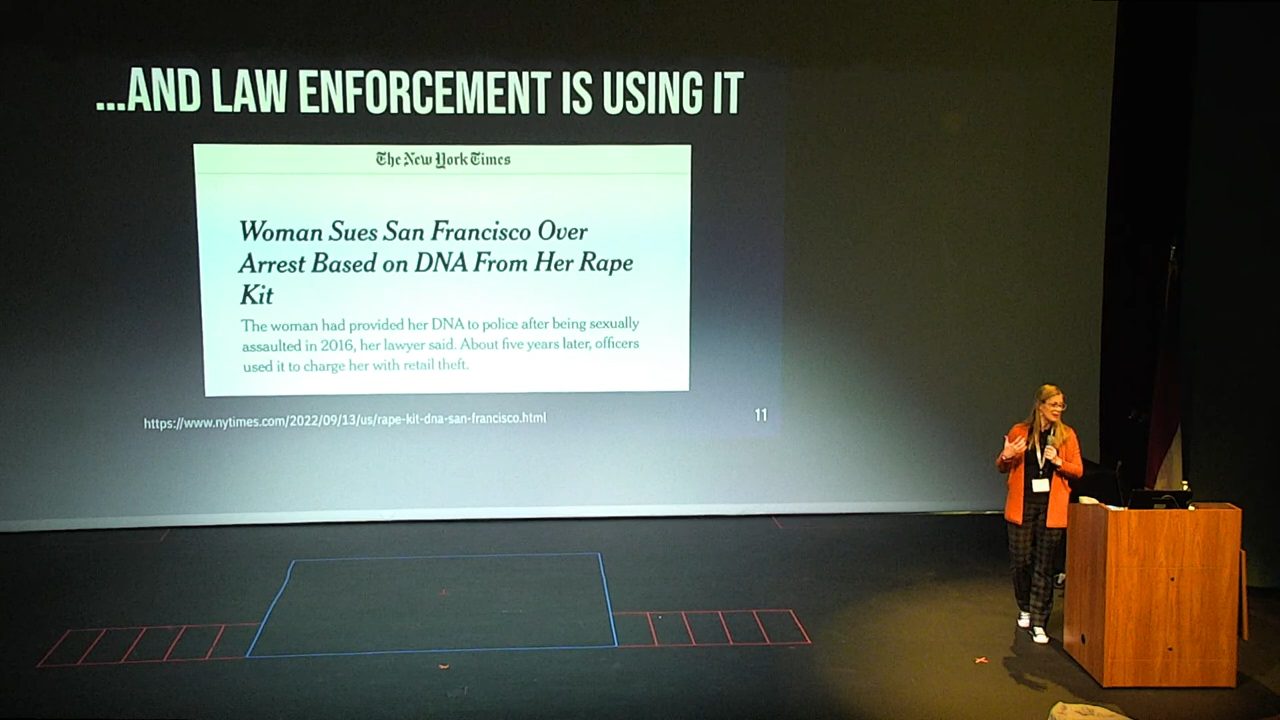 ...AND LAW ENFORCEMENT IS USING IT
The New York Times
Woman Sues San Francisco Over
Arrest Based on DNA From Her Rape
Kit
The woman had provided her DNA to police after being sexually
assaulted in 2016, her lawyer said. About five years later, officers
used it to charge her with retail theft.
https://www.nytimes.com/2022/09/13/us/rape-kit-dna-san-francisco.html
11